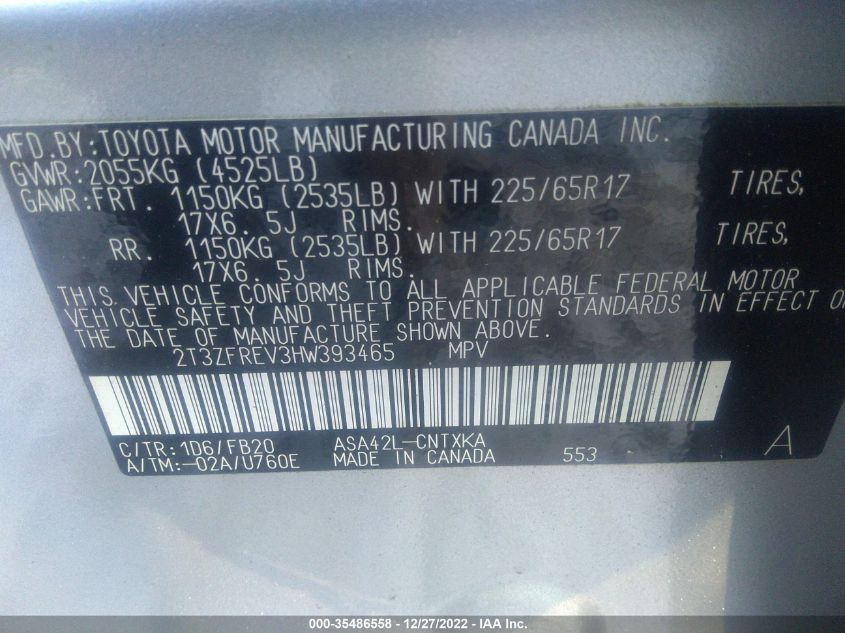 MFD.BY:TOYOTA MOTOR MANUFACTURING CANADA INC.
GVWR:2055KG (4525LB)
GAWR:FRT. 1150KG (2535LB) WITH 225/65R17 TIRES,
17X6. 5J RIMS.
RR. 1150KG (2535LB) WITH 225/65R17 TIRES,
17X6. 5J RIMS.
THIS VEHICLE CONFORMS TO ALL APPLICABLE FEDERAL MOTOR
VEHICLE SAFETY AND THEFT PREVENTION STANDARDS IN EFFECT
THE DATE OF MANUFACTURE SHOWN ABOVE.
2T3ZFREV3HW393465 MPV
C/TR:1D6/FB20 ASA42L-CNTXKA A
A/TM:-02A/U760E MADE IN CANADA 553
000-35486558 - 12/27/2022 - IAA Inc.